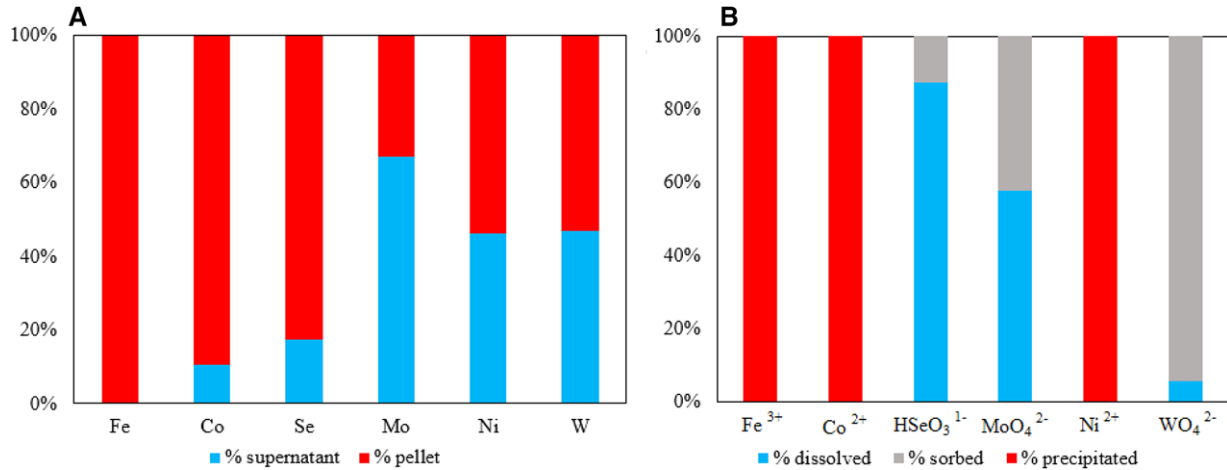 A
100%
80%
60%
40%
20%
0%
Fe Co Se Mo Ni W
% supernatant % pellet
B
100%
80%
60%
40%
20%
0%
Fe ³⁺ Co ²⁺ HSeO₃ ¹⁻ MoO₄ ²⁻ Ni ²⁺ WO₄ ²⁻
% dissolved % sorbed % precipitated